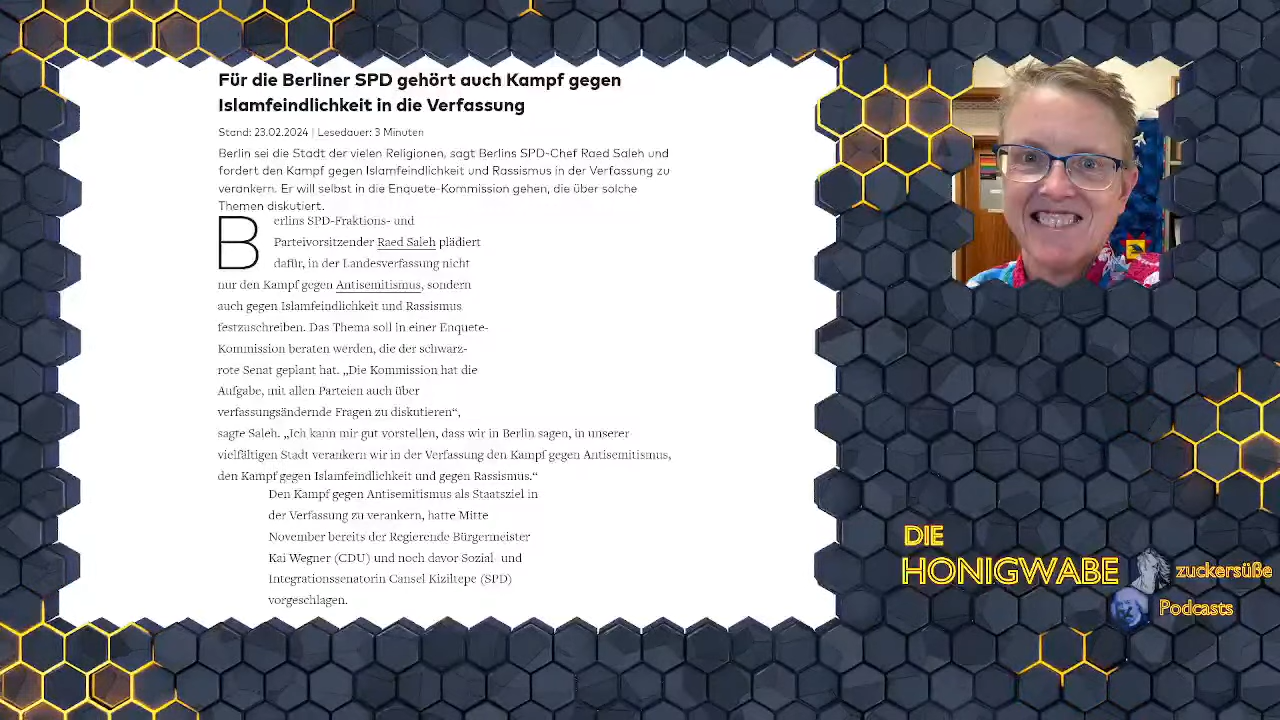 Für die Berliner SPD gehört auch Kampf gegen
Islamfeindlichkeit in die Verfassung
Stand: 23.02.2024 | Lesedauer: 3 Minuten
Berlin sei die Stadt der vielen Religionen, sagt Berlins SPD-Chef Raed Saleh und
fordert den Kampf gegen Islamfeindlichkeit und Rassismus in der Verfassung zu
verankern. Er will selbst in die Enquete-Kommission gehen, die über solche
Themen diskutiert.
Berlins SPD-Fraktions- und
Parteivorsitzender Raed Saleh plädiert
dafür, in der Landesverfassung nicht
nur den Kampf gegen Antisemitismus, sondern
auch gegen Islamfeindlichkeit und Rassismus
festzuschreiben. Das Thema soll in einer Enquete-
Kommission beraten werden, die der schwarz-
rote Senat geplant hat. „Die Kommission hat die
Aufgabe, mit allen Parteien auch über
verfassungsändernde Fragen zu diskutieren“,
sagte Saleh. „Ich kann mir gut vorstellen, dass wir in Berlin sagen, in unserer
vielfältigen Stadt verankern wir in der Verfassung den Kampf gegen Antisemitismus,
den Kampf gegen Islamfeindlichkeit und gegen Rassismus.“
Den Kampf gegen Antisemitismus als Staatsziel in
der Verfassung zu verankern, hatte Mitte
November bereits der Regierende Bürgermeister
Kai Wegner (CDU) und noch davor Sozial- und
Integrationssenatorin Cansel Kiziltepe (SPD)
vorgeschlagen.
DIE
HONIGWABE
zuckersüße
Podcasts